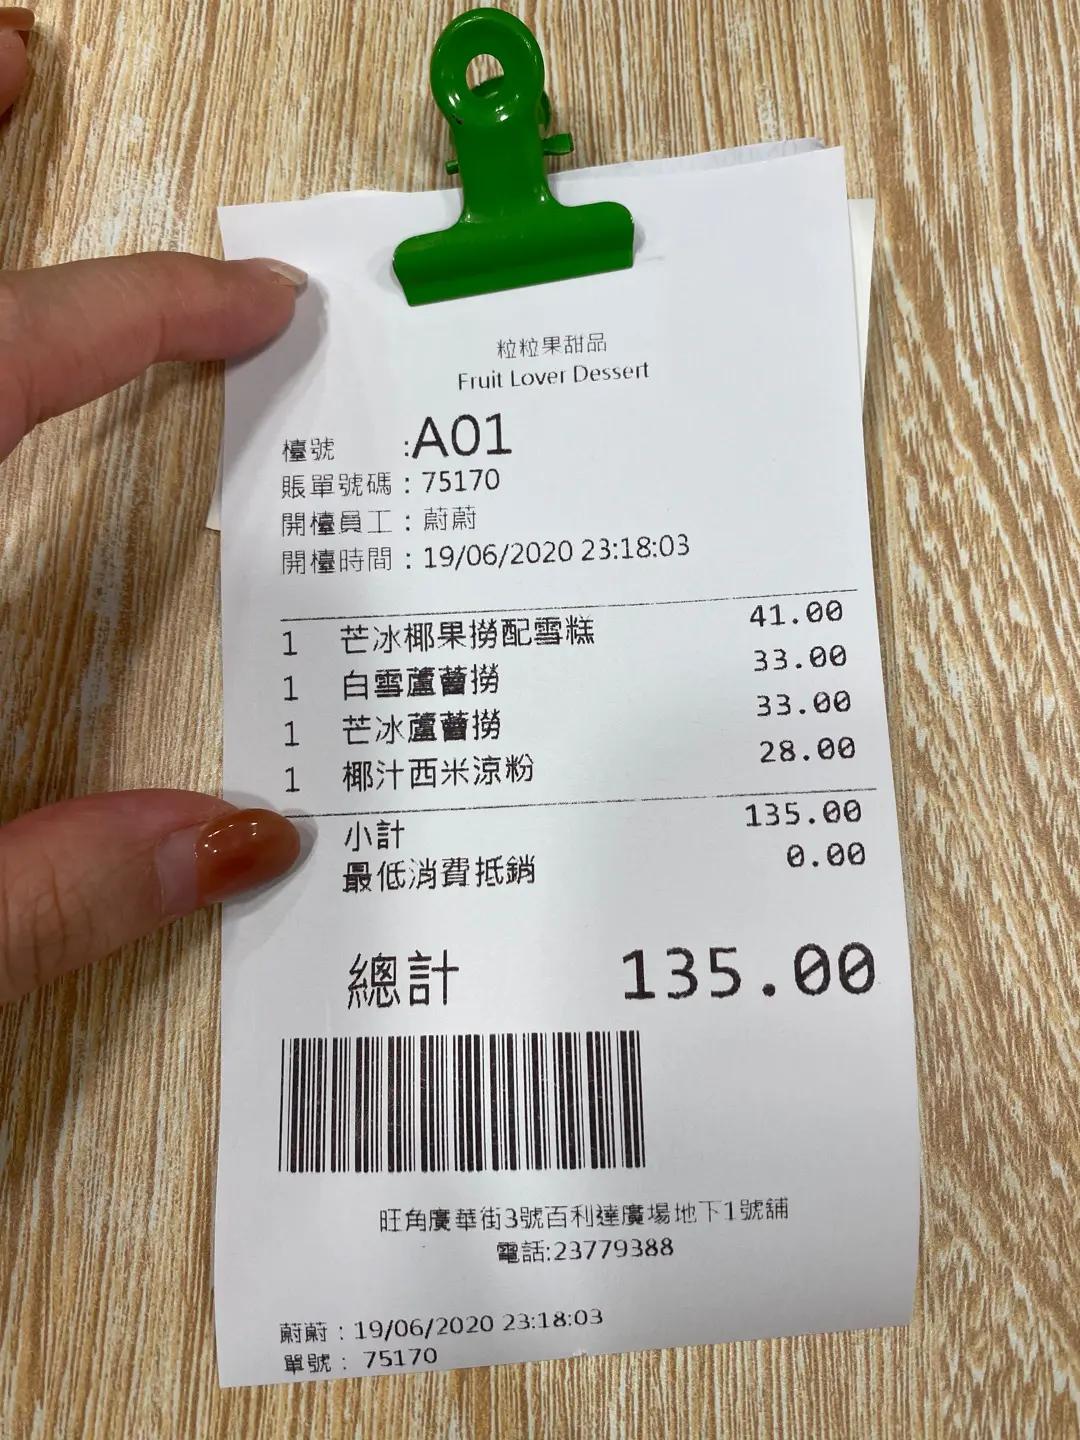 粒粒果甜品
Fruit Lover Dessert
檯號 :A01
賬單號碼 : 75170
開檯員工 : 蔚蔚
開檯時間 : 19/06/2020 23:18:03
1 芒冰椰果撈配雪糕 41.00
1 白雪蘆薈撈 33.00
1 芒冰蘆薈撈 33.00
1 椰汁西米涼粉 28.00
小計 135.00
最低消費抵銷 0.00
總計 135.00
旺角廣華街3號百利達廣場地下1號舖
電話:23779388
蔚蔚 : 19/06/2020 23:18:03
單號 : 75170